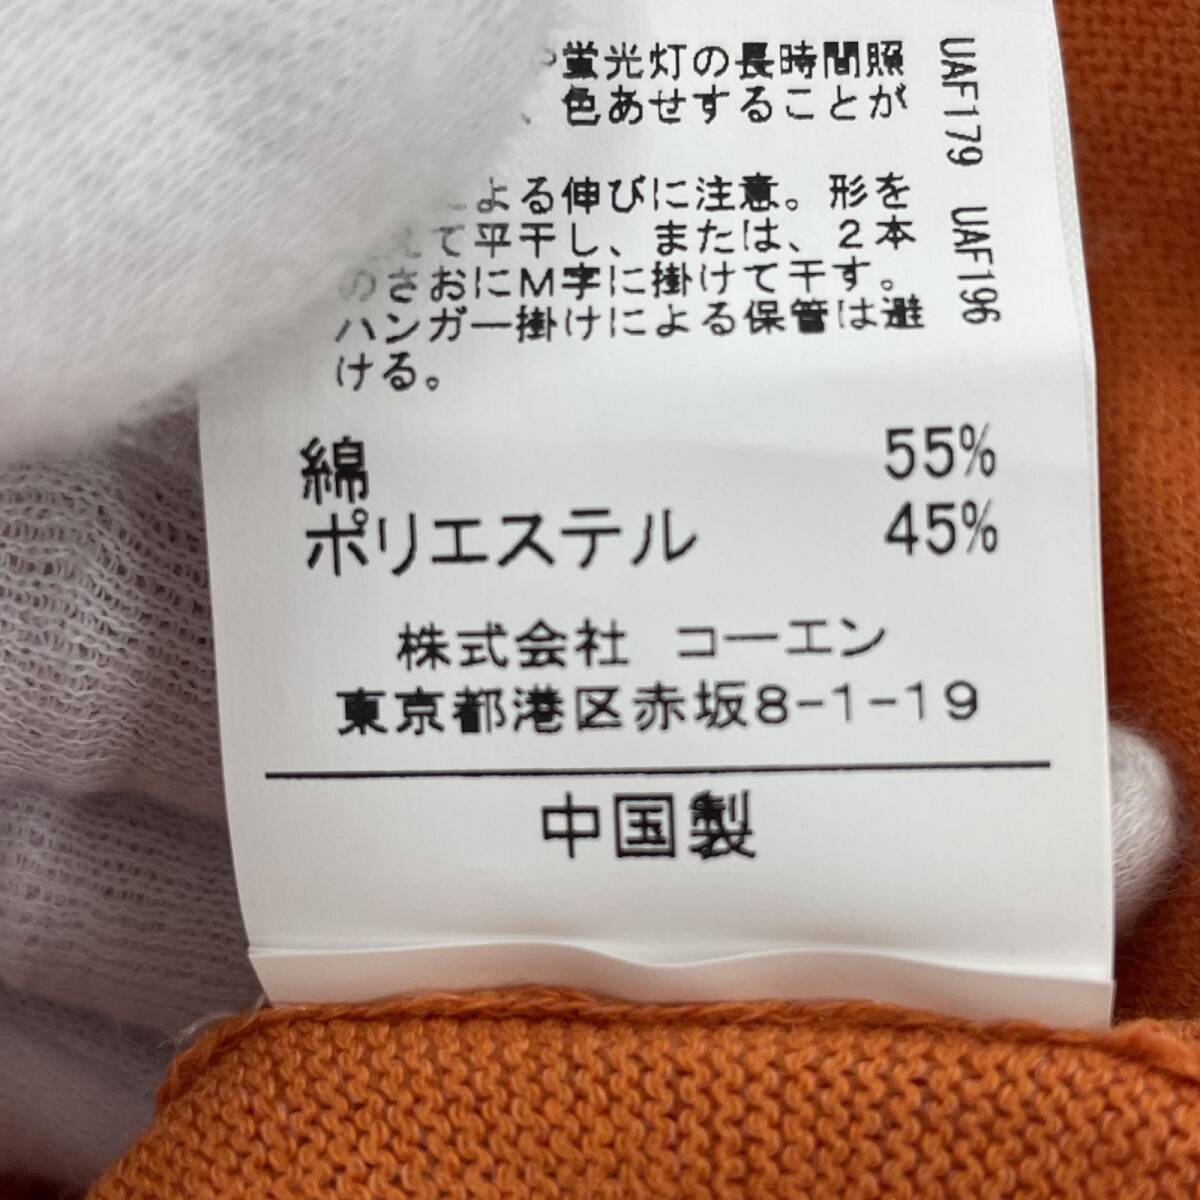 蛍光灯の長時間照
、色あせすることが
よる伸びに注意。形を
えて平干し、または、2本
のさおにM字に掛けて干す。
ハンガー掛けによる保管は避
ける。
綿 55%
ポリエステル 45%
株式会社 コーエン
東京都港区赤坂8-1-19
中国製
UAF179 UAF196